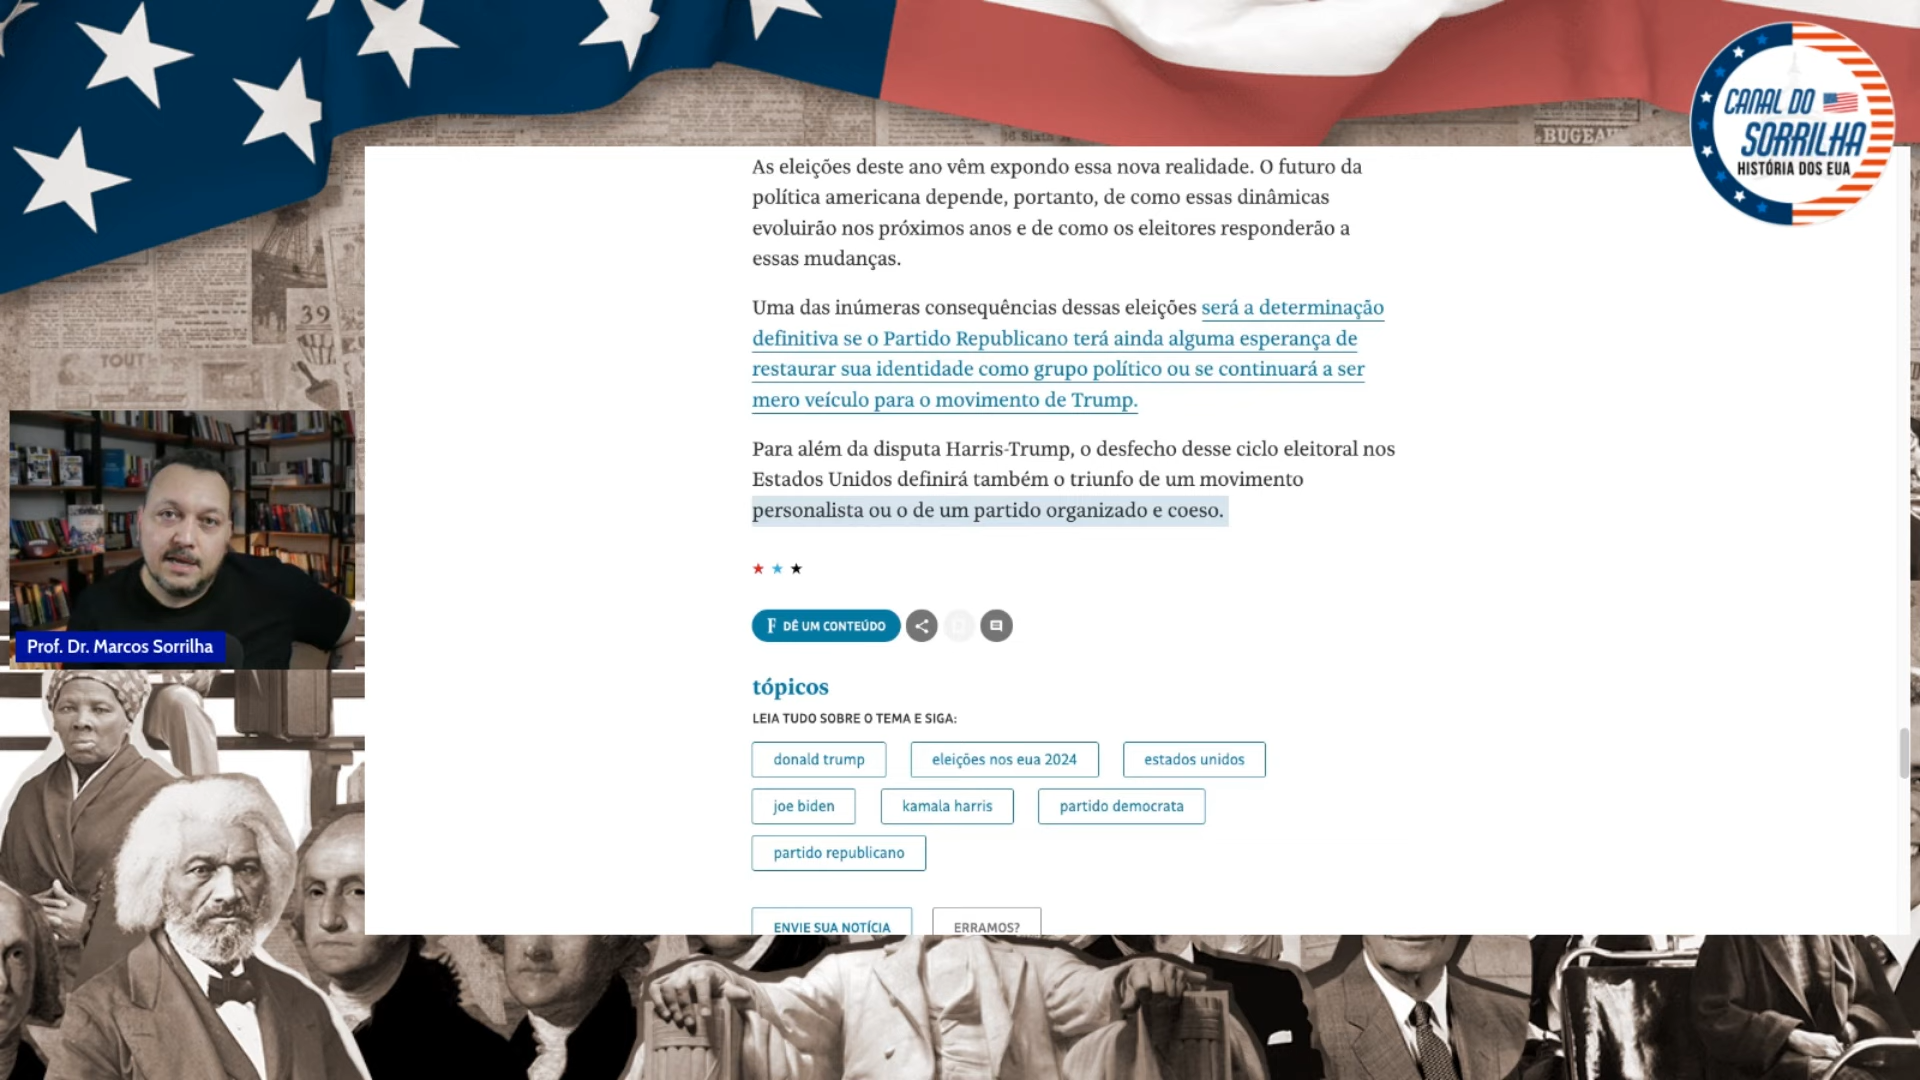 CANAL DO
SORRILHA
HISTÓRIA DOS EUA
BUGEAU
16 Sixth
39
TOUT
As eleições deste ano vêm expondo essa nova realidade. O futuro da
política americana depende, portanto, de como essas dinâmicas
evoluirão nos próximos anos e de como os eleitores responderão a
essas mudanças.
Uma das inúmeras consequências dessas eleições será a determinação
definitiva se o Partido Republicano terá ainda alguma esperança de
restaurar sua identidade como grupo político ou se continuará a ser
mero veículo para o movimento de Trump.
Para além da disputa Harris-Trump, o desfecho desse ciclo eleitoral nos
Estados Unidos definirá também o triunfo de um movimento
personalista ou o de um partido organizado e coeso.
Prof. Dr. Marcos Sorrilha
F DÊ UM CONTEÚDO
tópicos
LEIA TUDO SOBRE O TEMA E SIGA:
donald trump eleições nos eua 2024 estados unidos
joe biden kamala harris partido democrata
partido republicano
ENVIE SUA NOTÍCIA ERRAMOS?